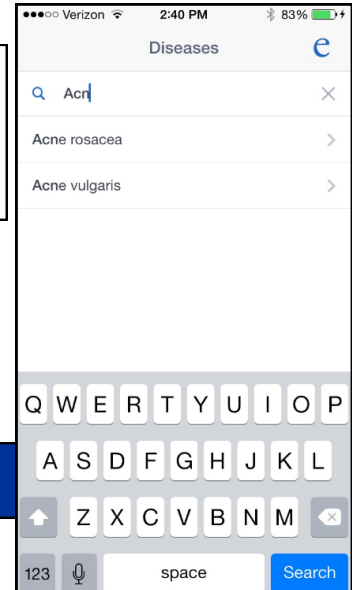 Verizon 2:40 PM 83%
Diseases e
Acn
Acne rosacea
Acne vulgaris
Q W E R T Y U I O P
A S D F G H J K L
Z X C V B N M
123 space Search